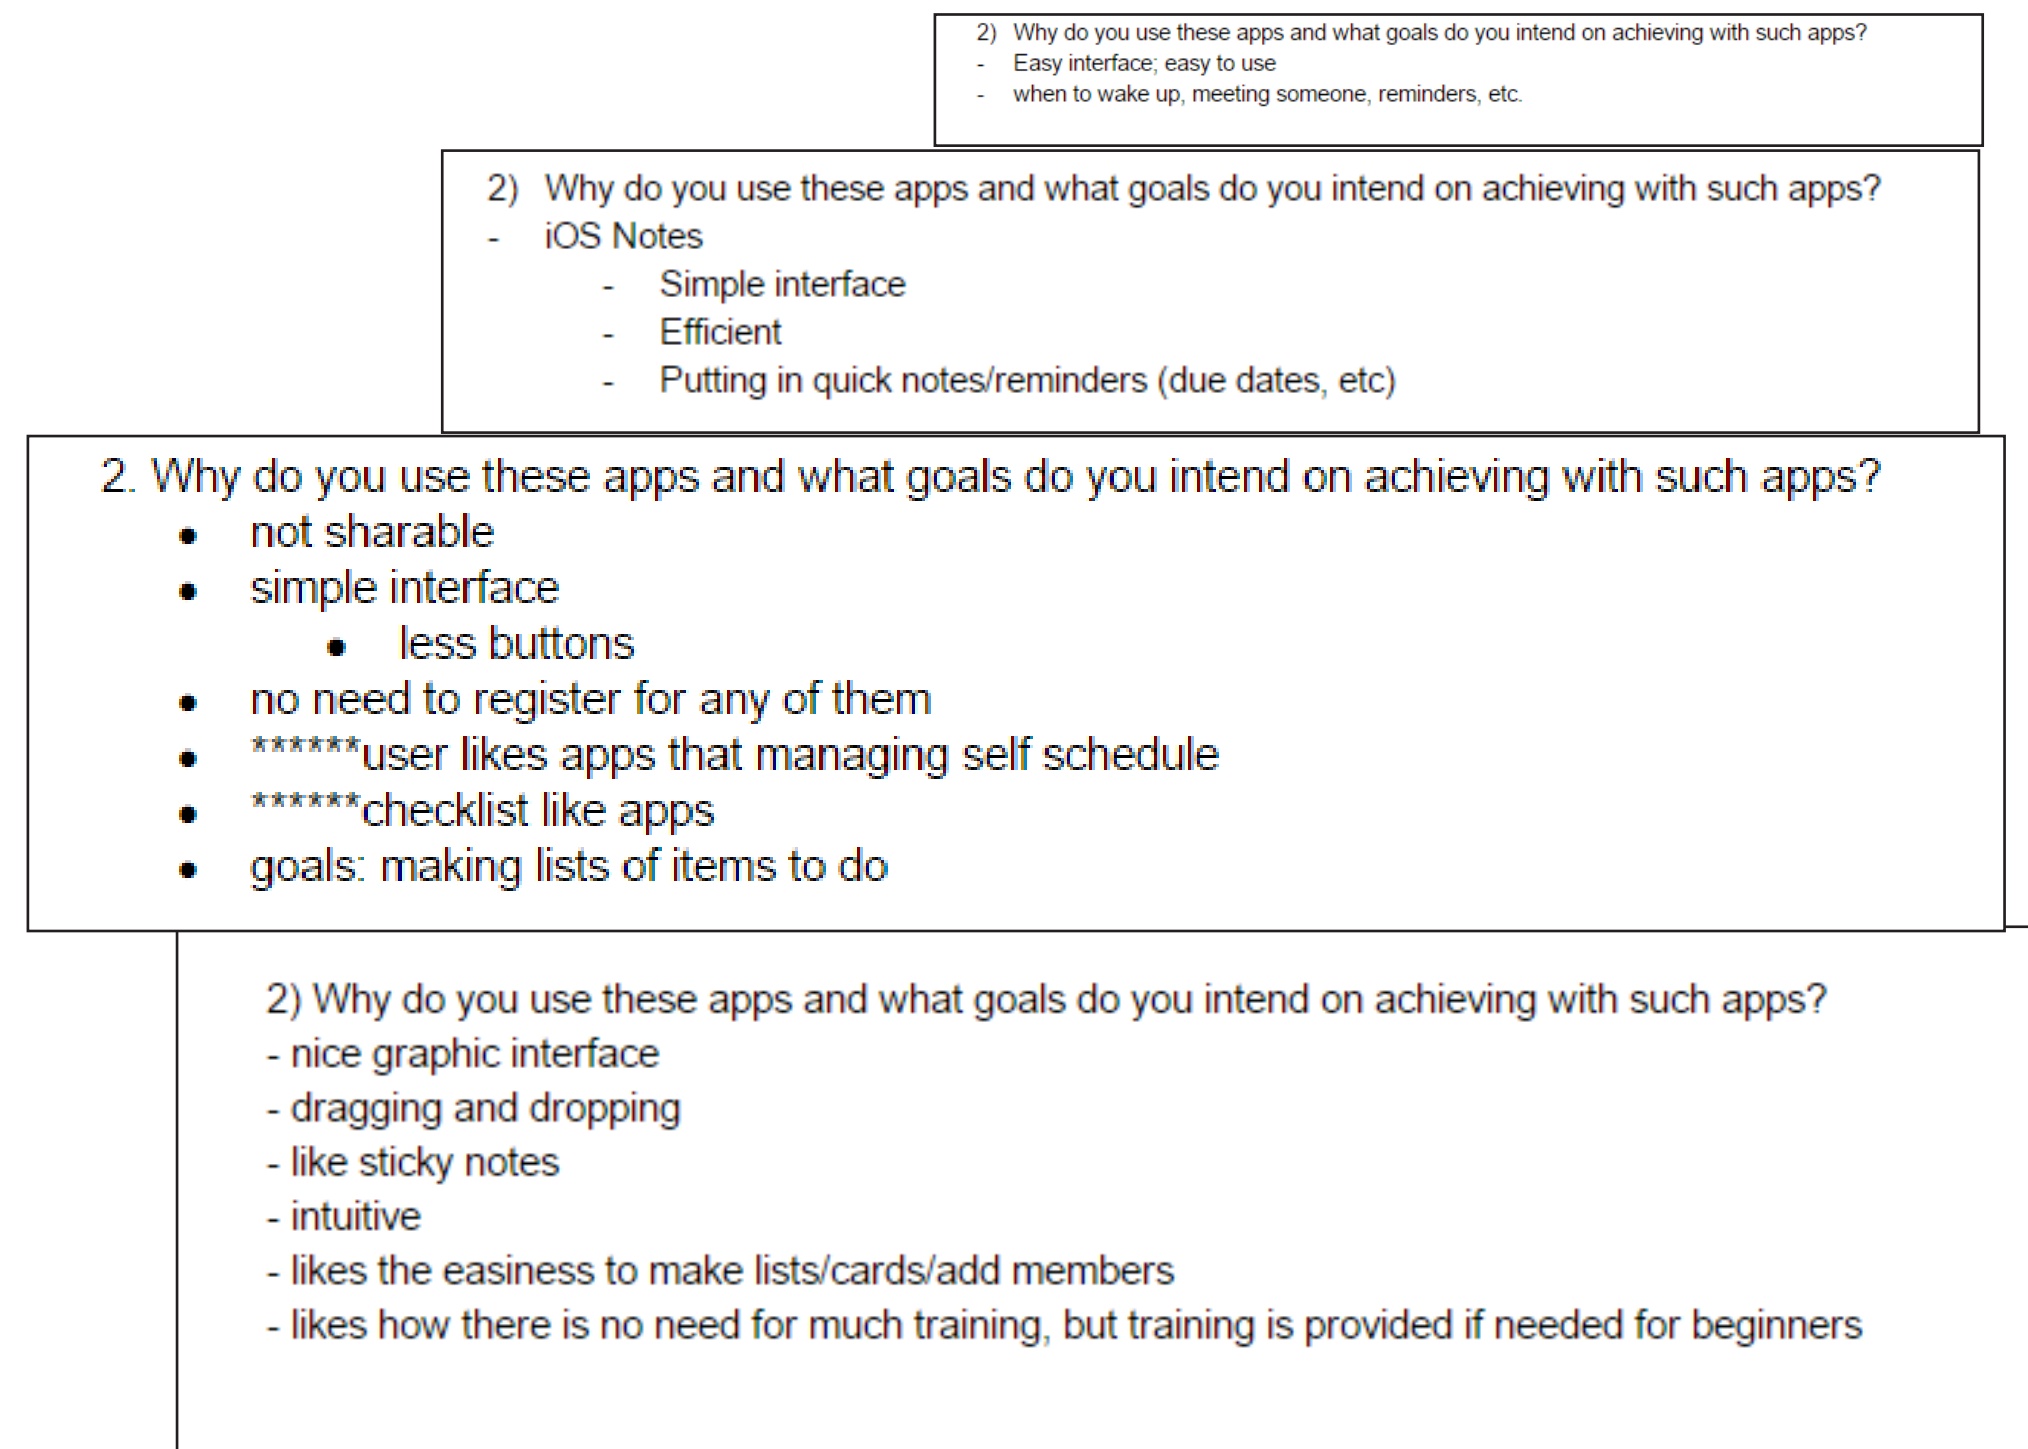 2) Why do you use these apps and what goals do you intend on achieving with such apps?
- Easy interface; easy to use
- when to wake up, meeting someone, reminders, etc.
2) Why do you use these apps and what goals do you intend on achieving with such apps?
- iOS Notes
- Simple interface
- Efficient
- Putting in quick notes/reminders (due dates, etc)
2. Why do you use these apps and what goals do you intend on achieving with such apps?
• not sharable
• simple interface
• less buttons
• no need to register for any of them
• ******user likes apps that managing self schedule
• ******checklist like apps
• goals: making lists of items to do
2) Why do you use these apps and what goals do you intend on achieving with such apps?
- nice graphic interface
- dragging and dropping
- like sticky notes
- intuitive
- likes the easiness to make lists/cards/add members
- likes how there is no need for much training, but training is provided if needed for beginners